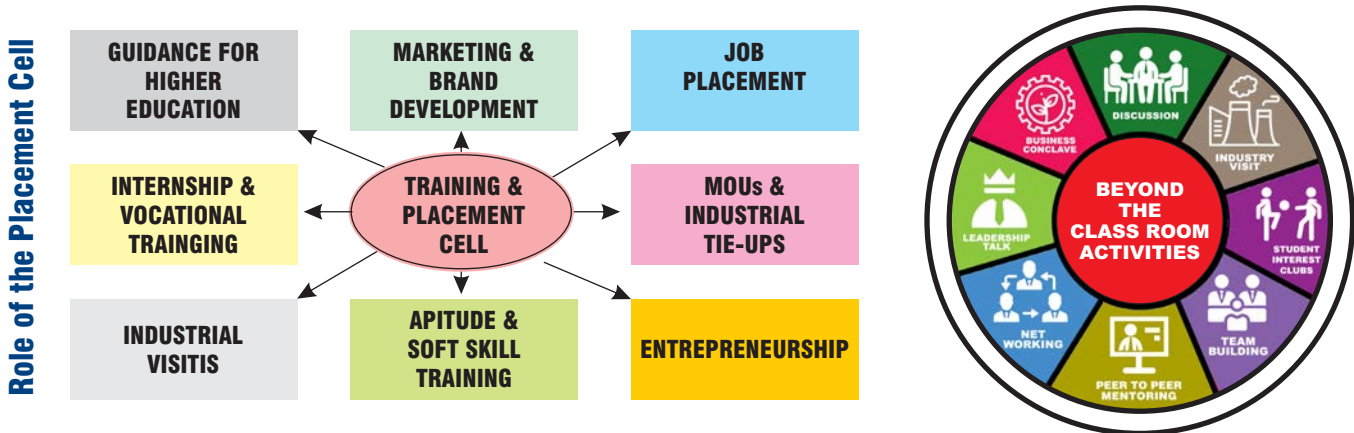 Role of the Placement Cell
GUIDANCE FOR
HIGHER
EDUCATION
MARKETING &
BRAND
DEVELOPMENT
JOB
PLACEMENT
INTERNSHIP &
VOCATIONAL
TRAINGING
TRAINING &
PLACEMENT
CELL
MOUs &
INDUSTRIAL
TIE-UPS
INDUSTRIAL
VISITIS
APITUDE &
SOFT SKILL
TRAINING
ENTREPRENEURSHIP
BEYOND
THE
CLASS ROOM
ACTIVITIES
DISCUSSION
INDUSTRY
VISIT
STUDENT
INTEREST
CLUBS
TEAM
BUILDING
PEER TO PEER
MENTORING
NET
WORKING
LEADERSHIP
TALK
BUSINESS
CONCLAVE